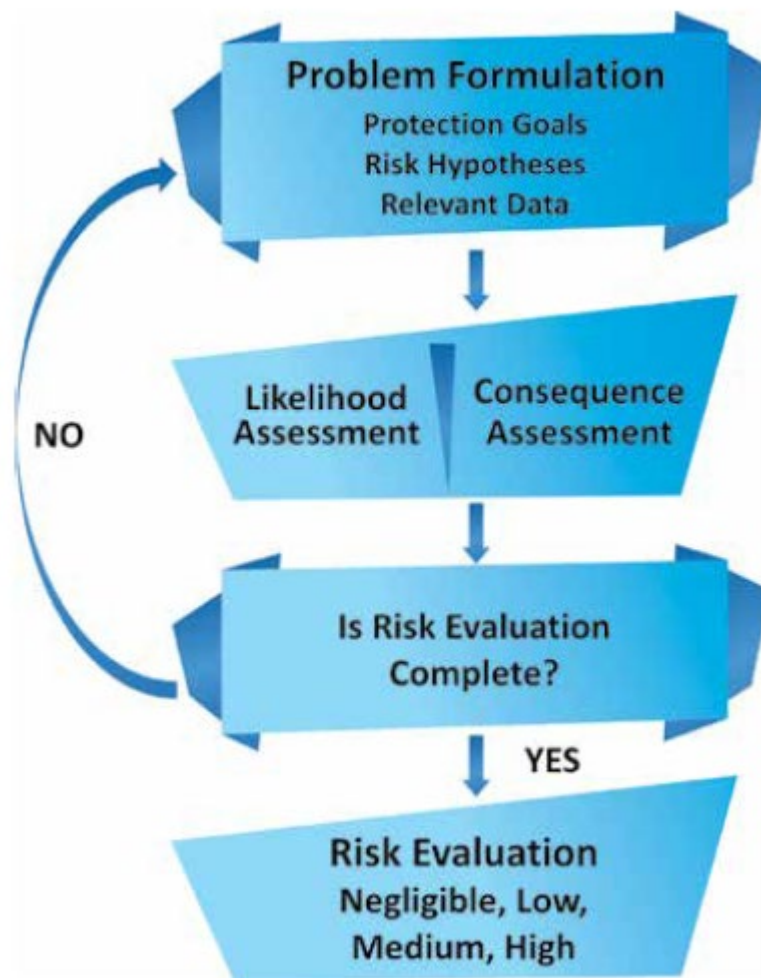 Problem Formulation
Protection Goals
Risk Hypotheses
Relevant Data
Likelihood
Assessment
Consequence
Assessment
NO
Is Risk Evaluation
Complete?
YES
Risk Evaluation
Negligible, Low,
Medium, High